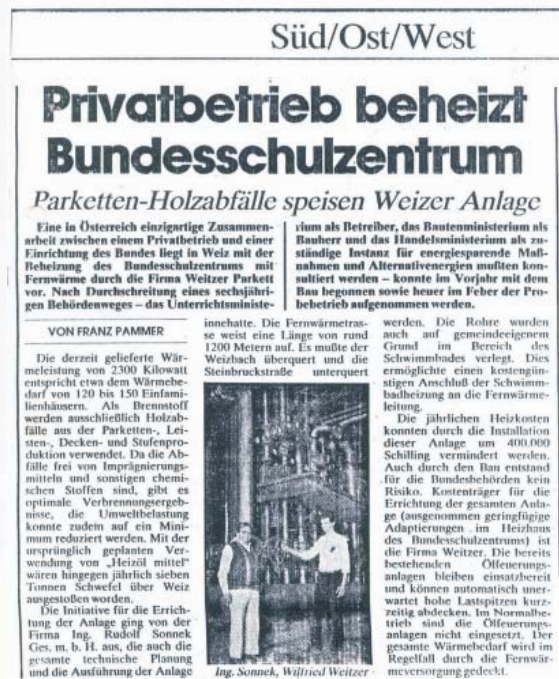 Süd/Ost/West
Privatbetrieb beheizt
Bundesschulzentrum
Parketten-Holzabfälle speisen Weizer Anlage
Eine in Österreich einzigartige Zusammen-
arbeit zwischen einem Privatbetrieb und einer
Einrichtung des Bundes liegt in Weiz mit der
Beheizung des Bundesschulzentrums mit
Fernwärme durch die Firma Weitzer Parkett
vor. Nach Durchschreitung eines sechsjähri-
gen Behördenweges – das Unterrichtsministe-
rium als Betreiber, das Bautenministerium als
Bauherr und das Handelsministerium als zu-
ständige Instanz für energiesparende Maß-
nahmen und Alternativenergien mußten kon-
sultiert werden – konnte im Vorjahr mit dem
Bau begonnen sowie heuer im Feber der Pro-
bebetrieb aufgenommen werden.
VON FRANZ PAMMER
Die derzeit gelieferte Wär-
meleistung von 2300 Kilowatt
entspricht etwa dem Wärmebe-
darf von 120 bis 150 Einfami-
lienhäusern. Als Brennstoff
werden ausschließlich Holzab-
fälle aus der Parketten-, Lei-
sten-, Decken- und Stufenpro-
duktion verwendet. Da die Ab-
fälle frei von Imprägnierungs-
mitteln und sonstigen chemi-
schen Stoffen sind, gibt es
optimale Verbrennungsergeb-
nisse, die Umweltbelastung
konnte zudem auf ein Mini-
mum reduziert werden. Mit der
ursprünglich geplanten Ver-
wendung von „Heizöl mittel"
wären hingegen jährlich sieben
Tonnen Schwefel über Weiz
ausgestoßen worden.
Die Initiative für die Errich-
tung der Anlage ging von der
Firma Ing. Rudolf Sonnek
Ges. m. b. H. aus, die auch die
gesamte technische Planung
und die Ausführung der Anlage
innehatte. Die Fernwärmetras-
se weist eine Länge von rund
1200 Metern auf. Es mußte der
Weizbach überquert und die
Steinbruckstraße unterquert
Ing. Sonnek, Wilfried Weitzer
werden. Die Rohre wurden
auch auf gemeindeeigenem
Grund im Bereich des
Schwimmbades verlegt. Dies
ermöglichte einen kostengün-
stigen Anschluß der Schwimm-
badheizung an die Fernwärme-
leitung.
Die jährlichen Heizkosten
konnten durch die Installation
dieser Anlage um 400.000
Schilling vermindert werden.
Auch durch den Bau entstand
für die Bundesbehörden kein
Risiko. Kostenträger für die
Errichtung der gesamten Anla-
ge (ausgenommen geringfügige
Adaptierungen im Heizhaus
des Bundesschulzentrums) ist
die Firma Weitzer. Die bereits
bestehenden Ölfeuerungs-
anlagen bleiben einsatzbereit
und können automatisch uner-
wartet hohe Lastspitzen kurz-
zeitig abdecken. Im Normalbe-
trieb sind die Ölfeuerungs-
anlagen nicht eingesetzt. Der
gesamte Wärmebedarf wird im
Regelfall durch die Fernwär-
meversorgung gedeckt.